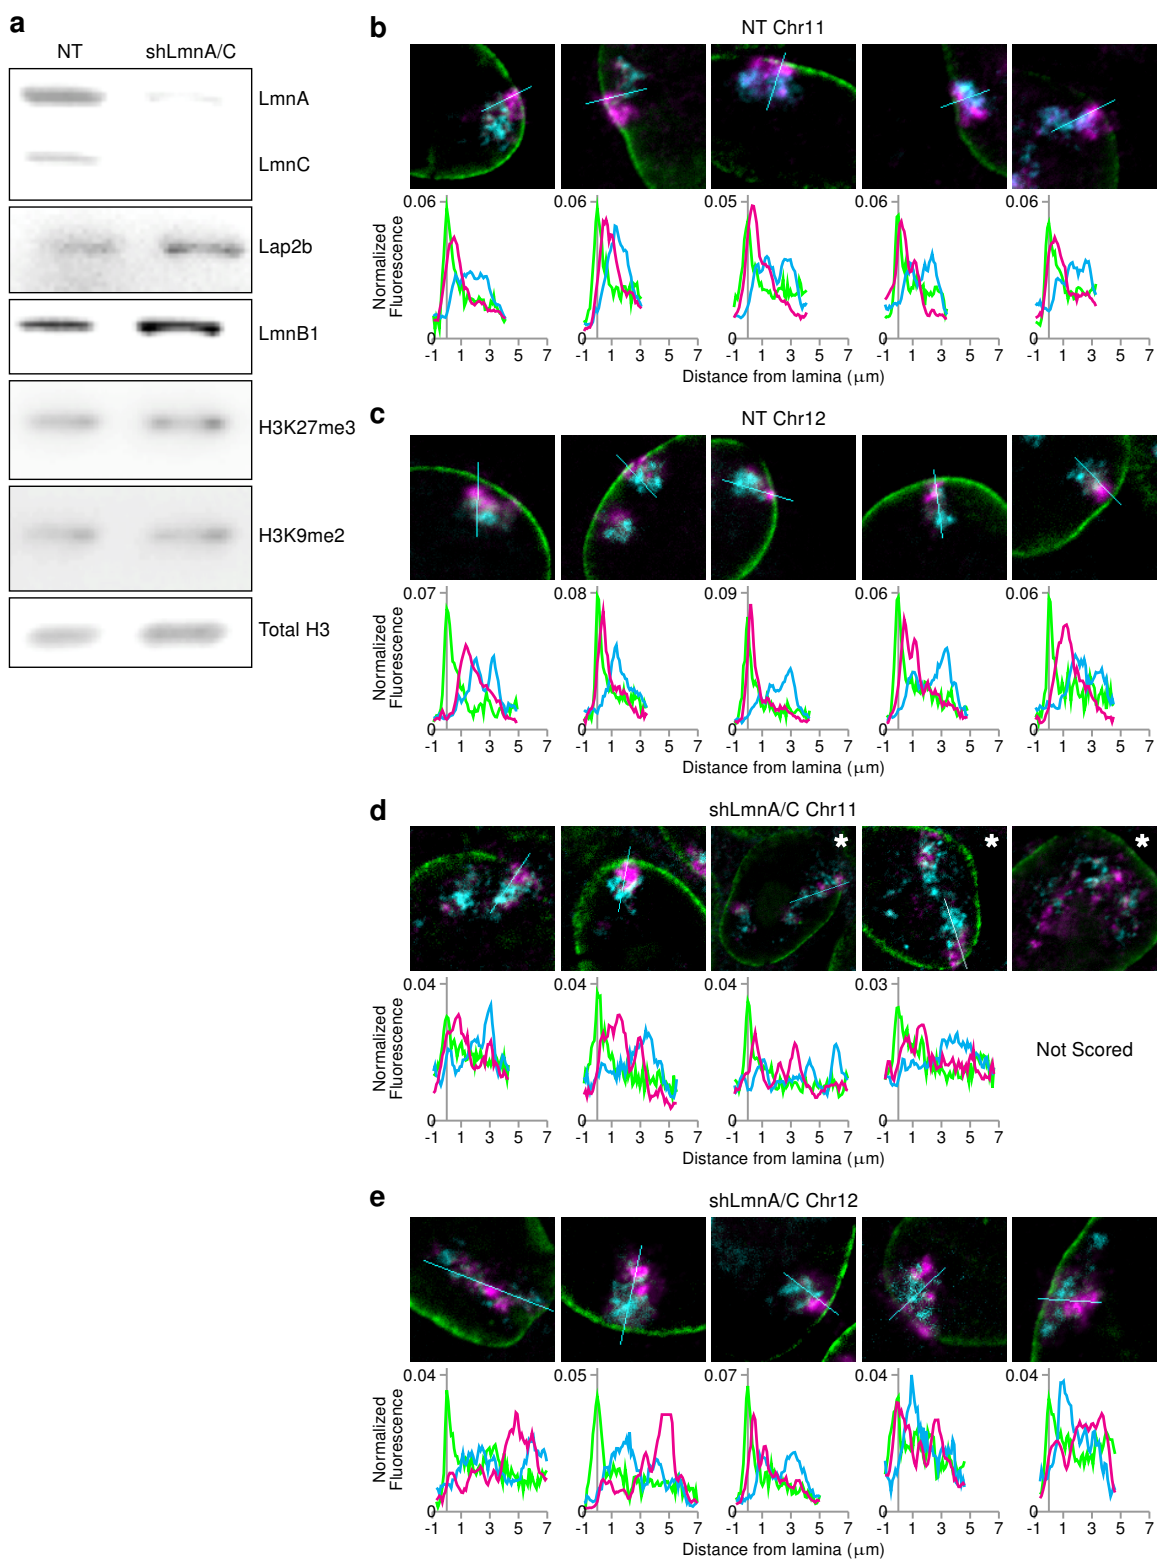 a
NT shLmnA/C
LmnA
LmnC
Lap2b
LmnB1
H3K27me3
H3K9me2
Total H3
b
NT Chr11
Normalized
Fluorescence
0.06 0.06 0.05 0.06 0.06
0 0 0 0 0
-1 1 3 5 7 -1 1 3 5 7 -1 1 3 5 7 -1 1 3 5 7 -1 1 3 5 7
Distance from lamina (μm)
c
NT Chr12
Normalized
Fluorescence
0.07 0.08 0.09 0.06 0.06
0 0 0 0 0
-1 1 3 5 7 -1 1 3 5 7 -1 1 3 5 7 -1 1 3 5 7 -1 1 3 5 7
Distance from lamina (μm)
d
shLmnA/C Chr11
* * *
Normalized
Fluorescence
0.04 0.04 0.04 0.03
Not Scored
0 0 0 0
-1 1 3 5 7 -1 1 3 5 7 -1 1 3 5 7 -1 1 3 5 7
Distance from lamina (μm)
e
shLmnA/C Chr12
Normalized
Fluorescence
0.04 0.05 0.07 0.04 0.04
0 0 0 0 0
-1 1 3 5 7 -1 1 3 5 7 -1 1 3 5 7 -1 1 3 5 7 -1 1 3 5 7
Distance from lamina (μm)